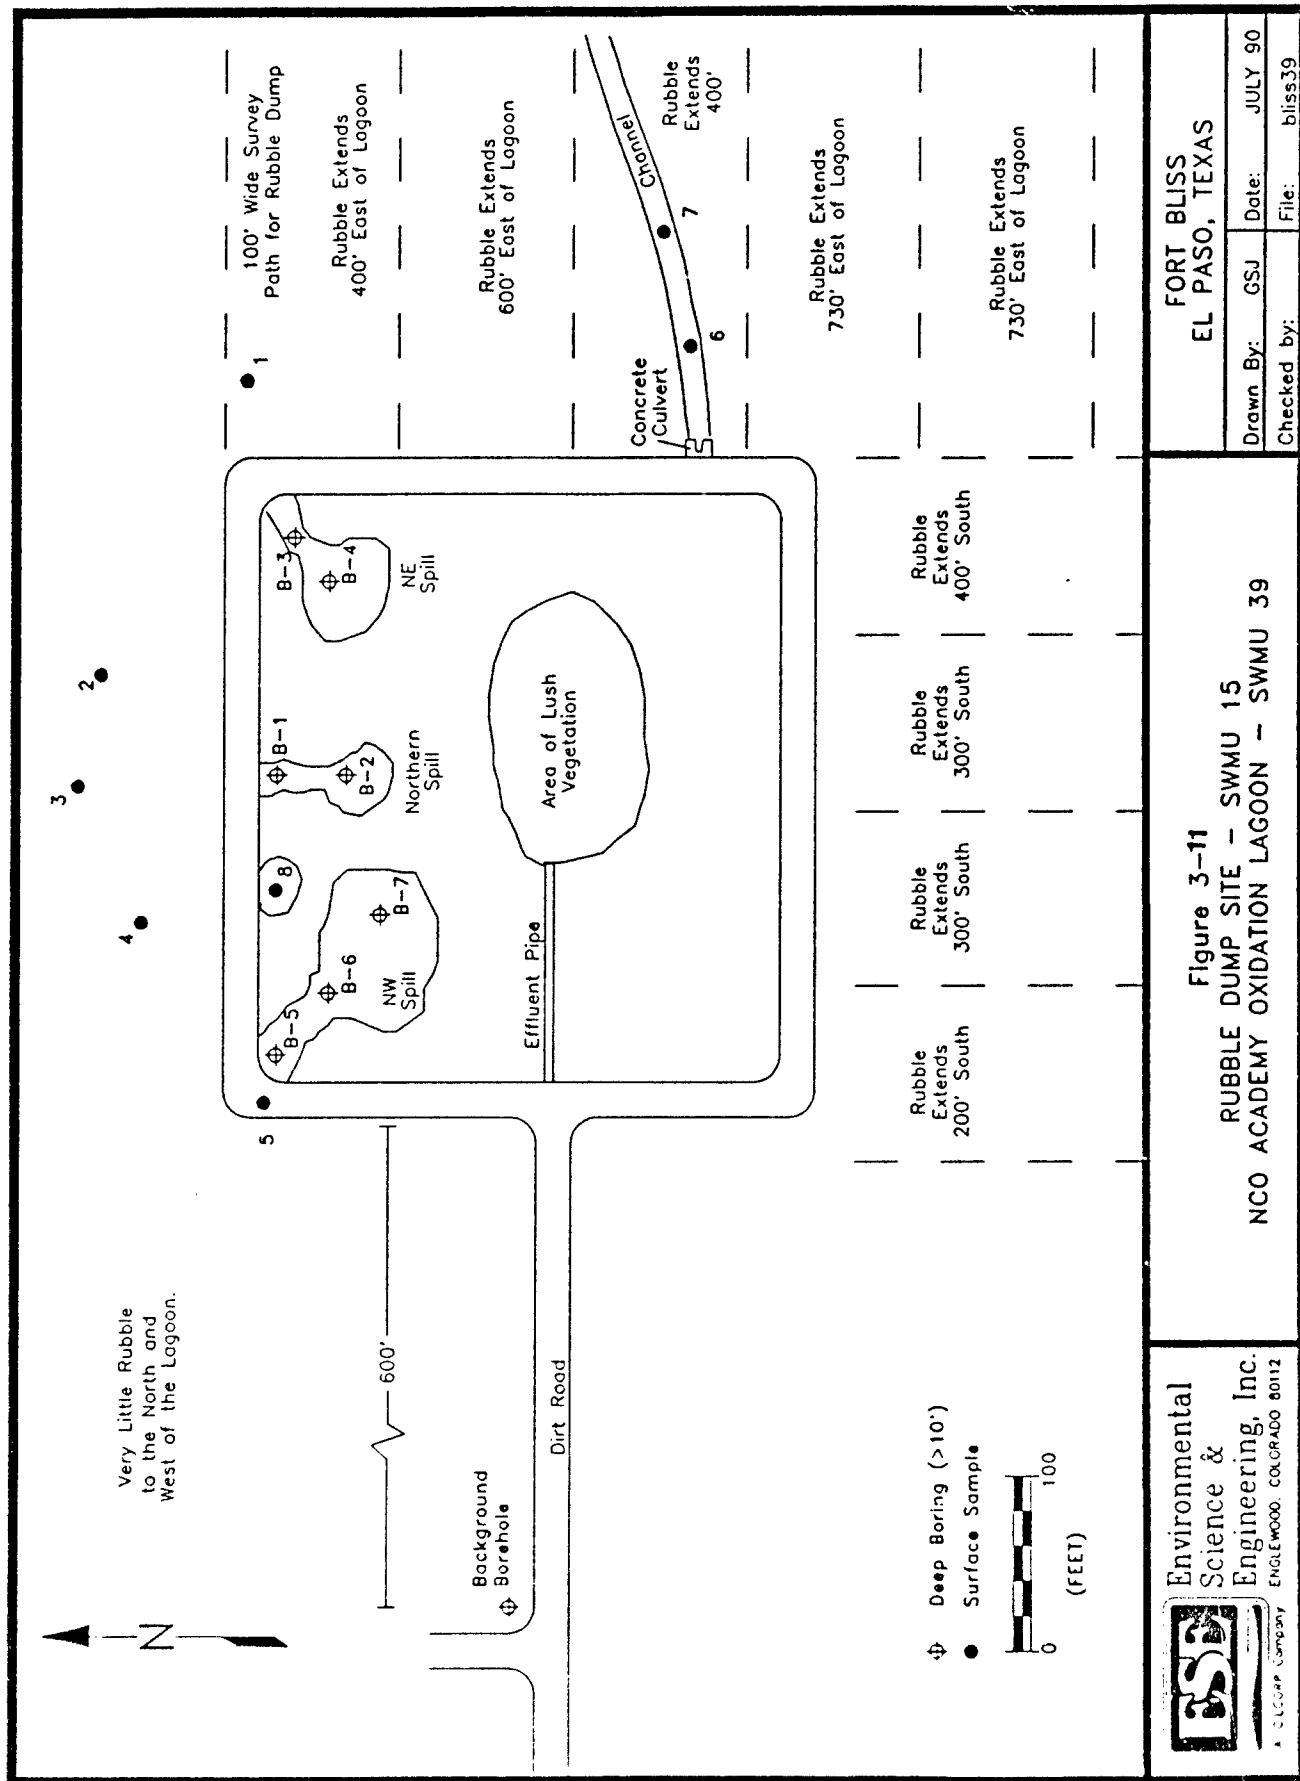 Very Little Rubble
to the North and
West of the Lagoon.
N
600'
Background
Borehole
Dirt Road
5
4
3
2
1
B-5
B-6
NW
Spill
B-7
8
B-1
B-2
Northern
Spill
B-3
B-4
NE
Spill
Effluent Pipe
Area of Lush
Vegetation
100' Wide Survey
Path for Rubble Dump
Rubble Extends
400' East of Lagoon
Rubble Extends
600' East of Lagoon
Concrete
Culvert
Channel
6
7
Rubble
Extends
400'
Rubble Extends
730' East of Lagoon
Rubble Extends
730' East of Lagoon
Rubble
Extends
200' South
Rubble
Extends
300' South
Rubble
Extends
300' South
Rubble
Extends
400' South
Deep Boring (>10')
Surface Sample
0 100
(FEET)
ESE
Environmental
Science &
Engineering, Inc.
ENGLEWOOD, COLORADO 80112
A CILCORP Company
Figure 3-11
RUBBLE DUMP SITE - SWMU 15
NCO ACADEMY OXIDATION LAGOON - SWMU 39
FORT BLISS
EL PASO, TEXAS
Drawn By: GSJ Date: JULY 90
Checked by: File: bliss39